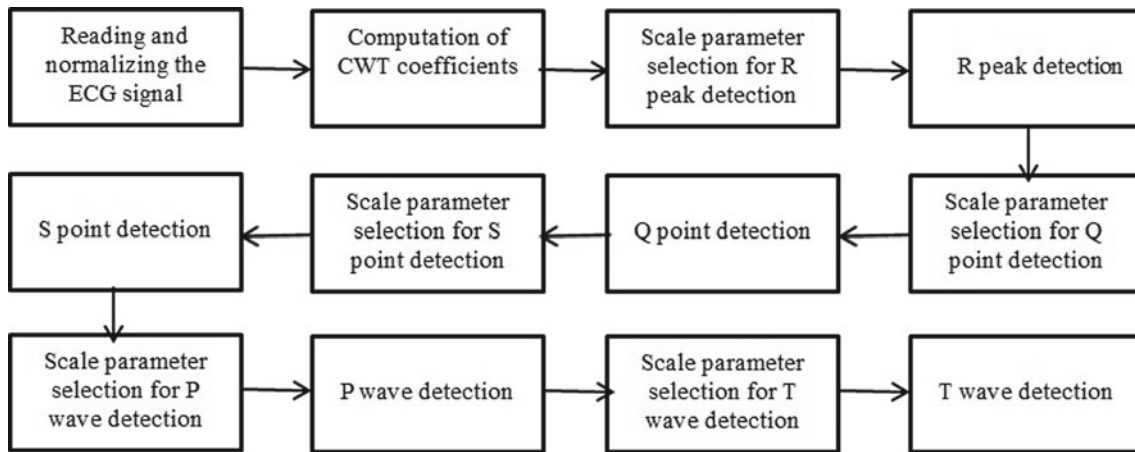 Reading and
normalizing the
ECG signal
Computation of
CWT coefficients
Scale parameter
selection for R
peak detection
R peak detection
Scale parameter
selection for Q
point detection
Q point detection
Scale parameter
selection for S
point detection
S point detection
Scale parameter
selection for P
wave detection
P wave detection
Scale parameter
selection for T
wave detection
T wave detection